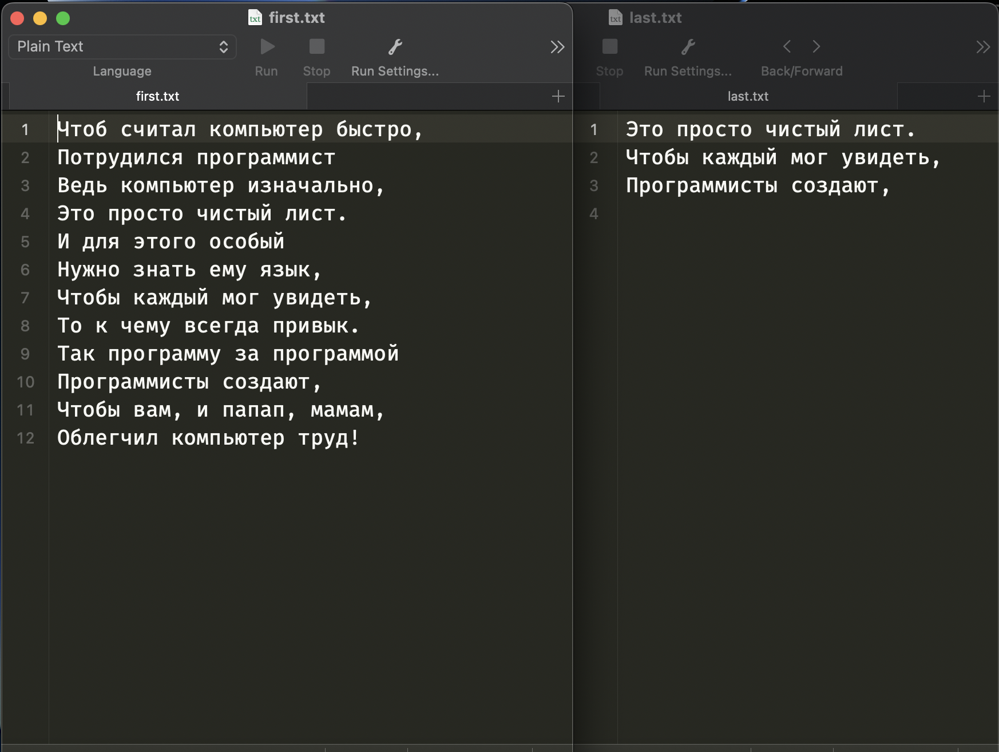 first.txt
Plain Text
Run
Stop
Run Settings...
Language
first.txt
1 Чтоб считал компьютер быстро,
2 Потрудился программист
3 Ведь компьютер изначально,
4 Это просто чистый лист.
5 И для этого особый
6 Нужно знать ему язык,
7 Чтобы каждый мог увидеть,
8 То к чему всегда привык.
9 Так программу за программой
10 Программисты создают,
11 Чтобы вам, и папап, мамам,
12 Облегчил компьютер труд!
last.txt
Stop
Run Settings...
Back/Forward
last.txt
1 Это просто чистый лист.
2 Чтобы каждый мог увидеть,
3 Программисты создают,
4